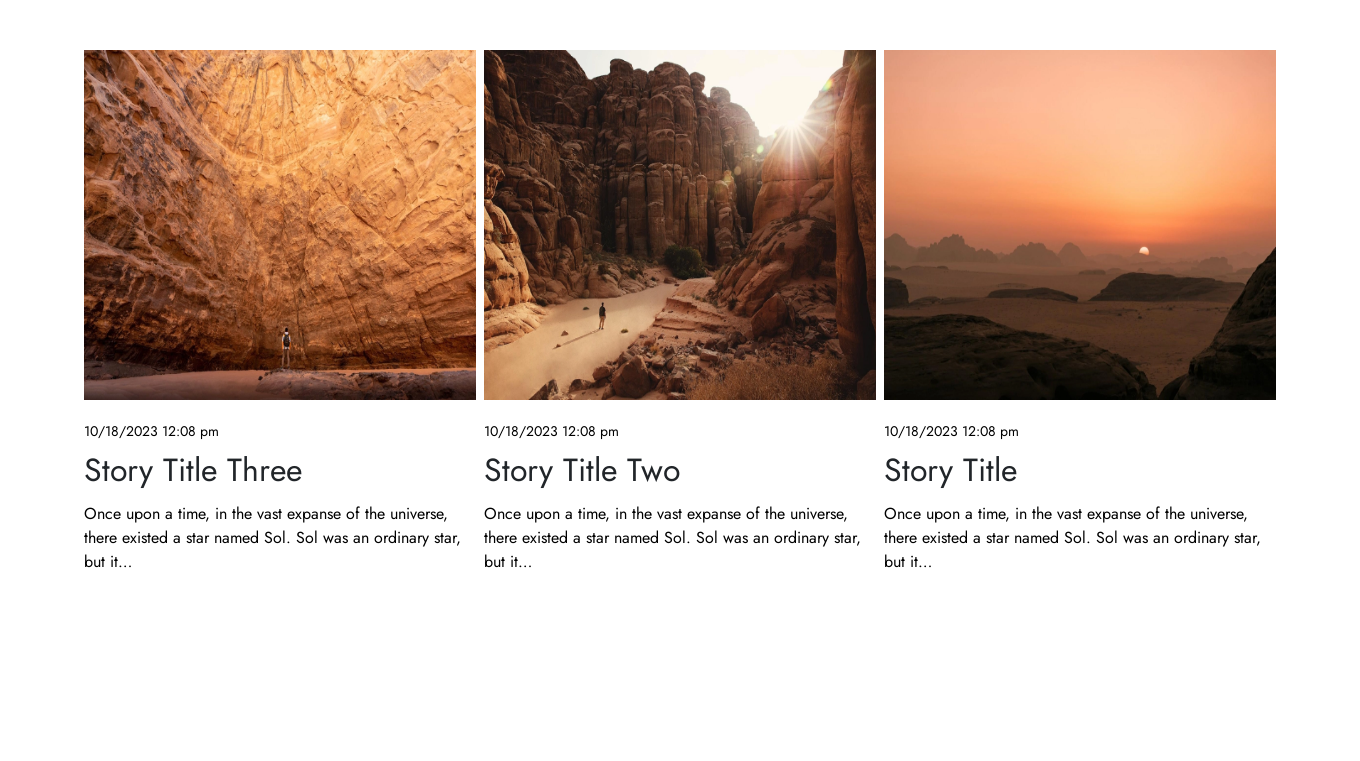 10/18/2023 12:08 pm
Story Title Three
Once upon a time, in the vast expanse of the universe,
there existed a star named Sol. Sol was an ordinary star,
but it...
10/18/2023 12:08 pm
Story Title Two
Once upon a time, in the vast expanse of the universe,
there existed a star named Sol. Sol was an ordinary star,
but it...
10/18/2023 12:08 pm
Story Title
Once upon a time, in the vast expanse of the universe,
there existed a star named Sol. Sol was an ordinary star,
but it...